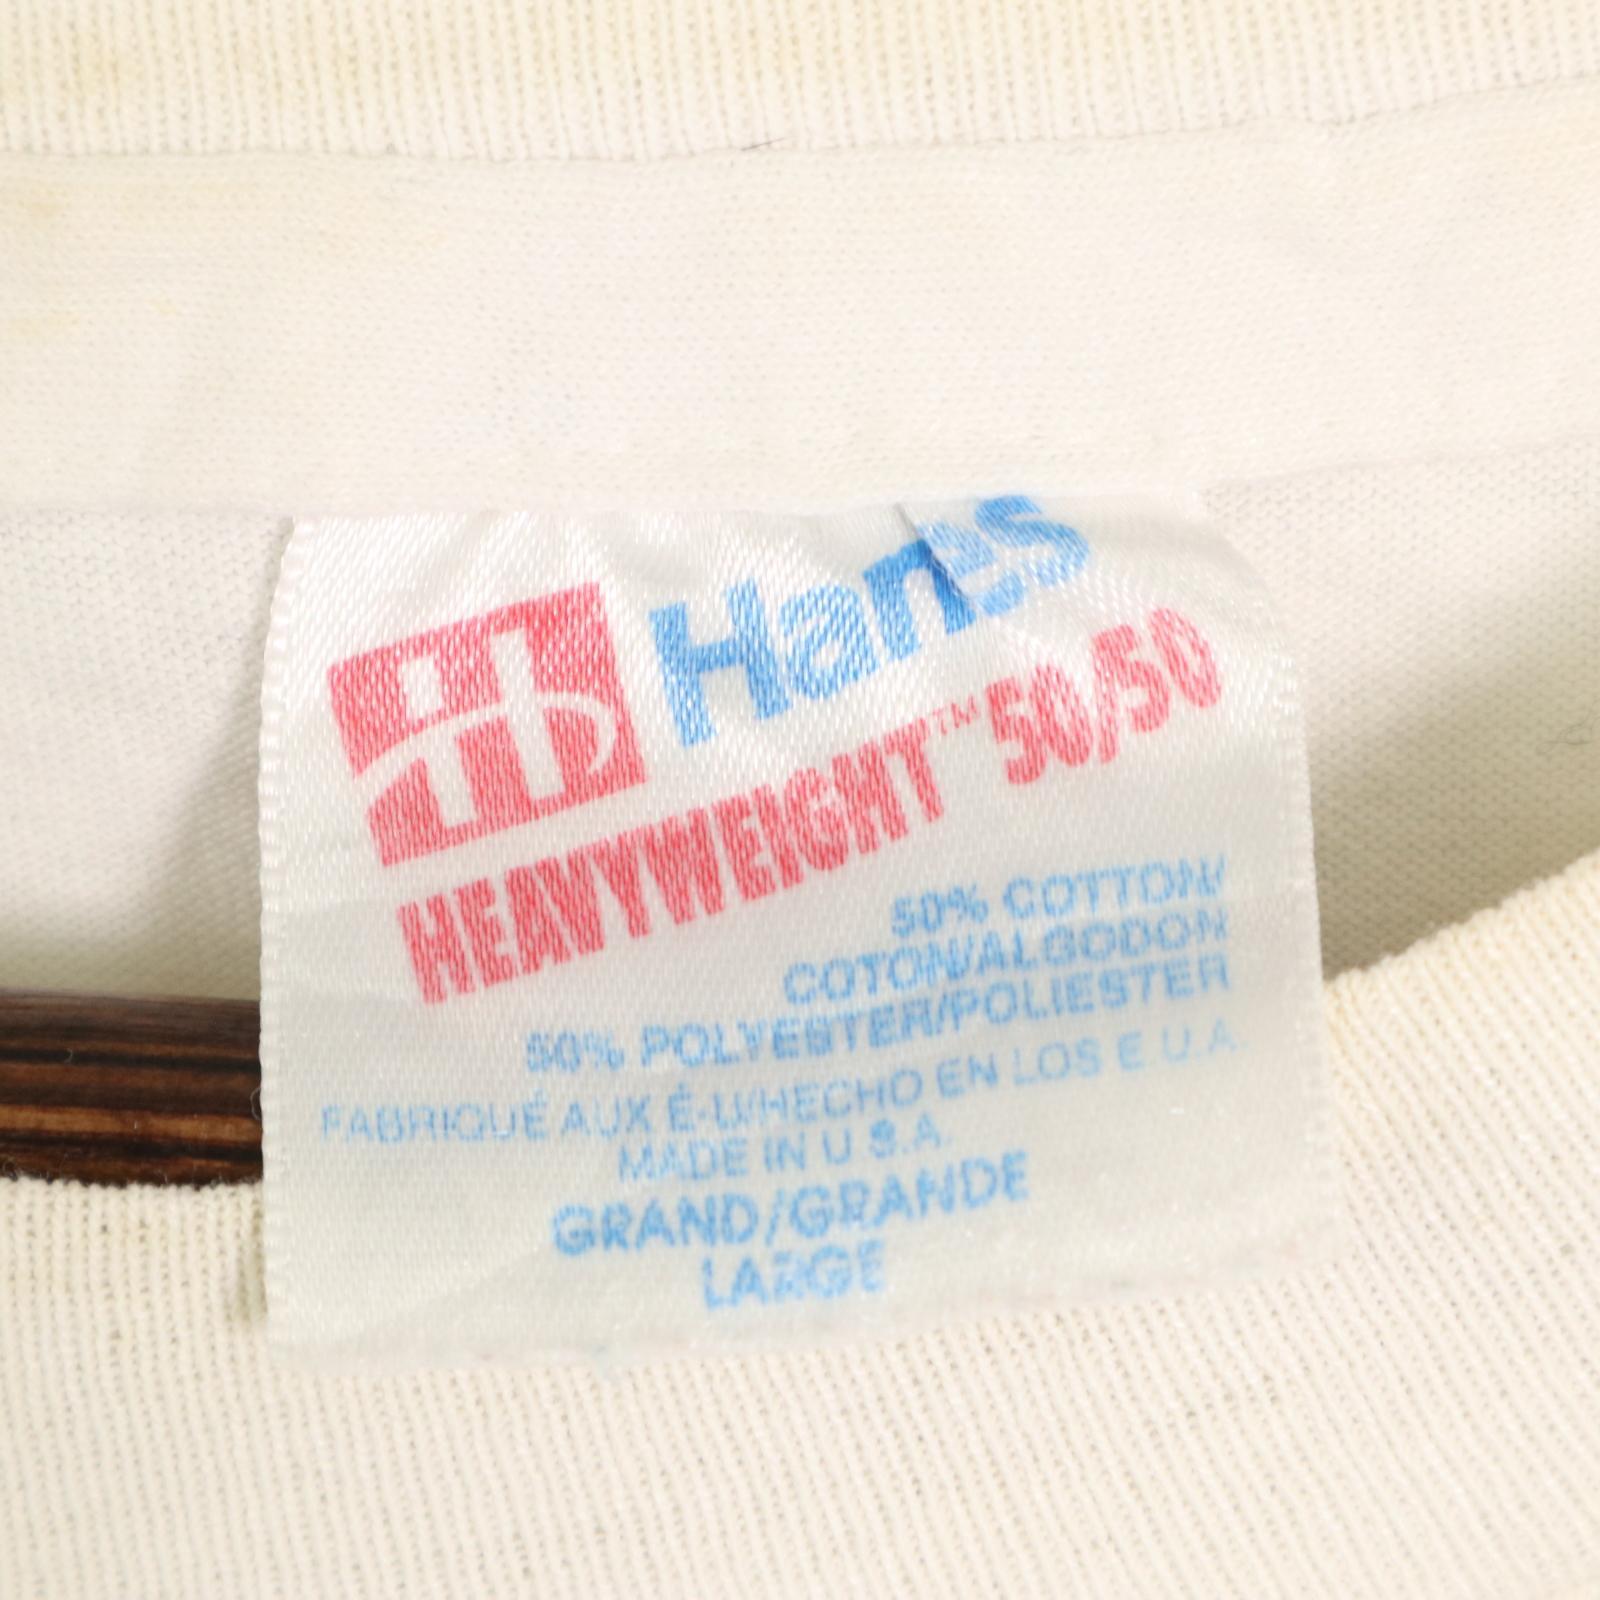 H Hanes
HEAVYWEIGHT™ 50/50
50% COTTON/
COTON/ALGODON
50% POLYESTER/POLIESTER
FABRIQUÉ AUX É-U/HECHO EN LOS E.U.A.
MADE IN U.S.A.
GRAND/GRANDE
LARGE